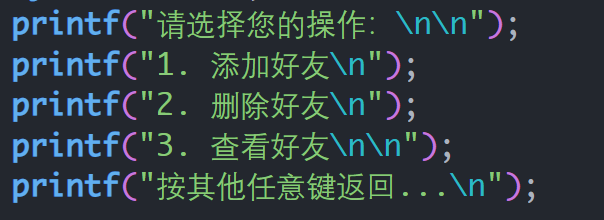 printf("请选择您的操作: \n\n");
printf("1. 添加好友\n");
printf("2. 删除好友\n");
printf("3. 查看好友\n\n");
printf("按其他任意键返回...\n");